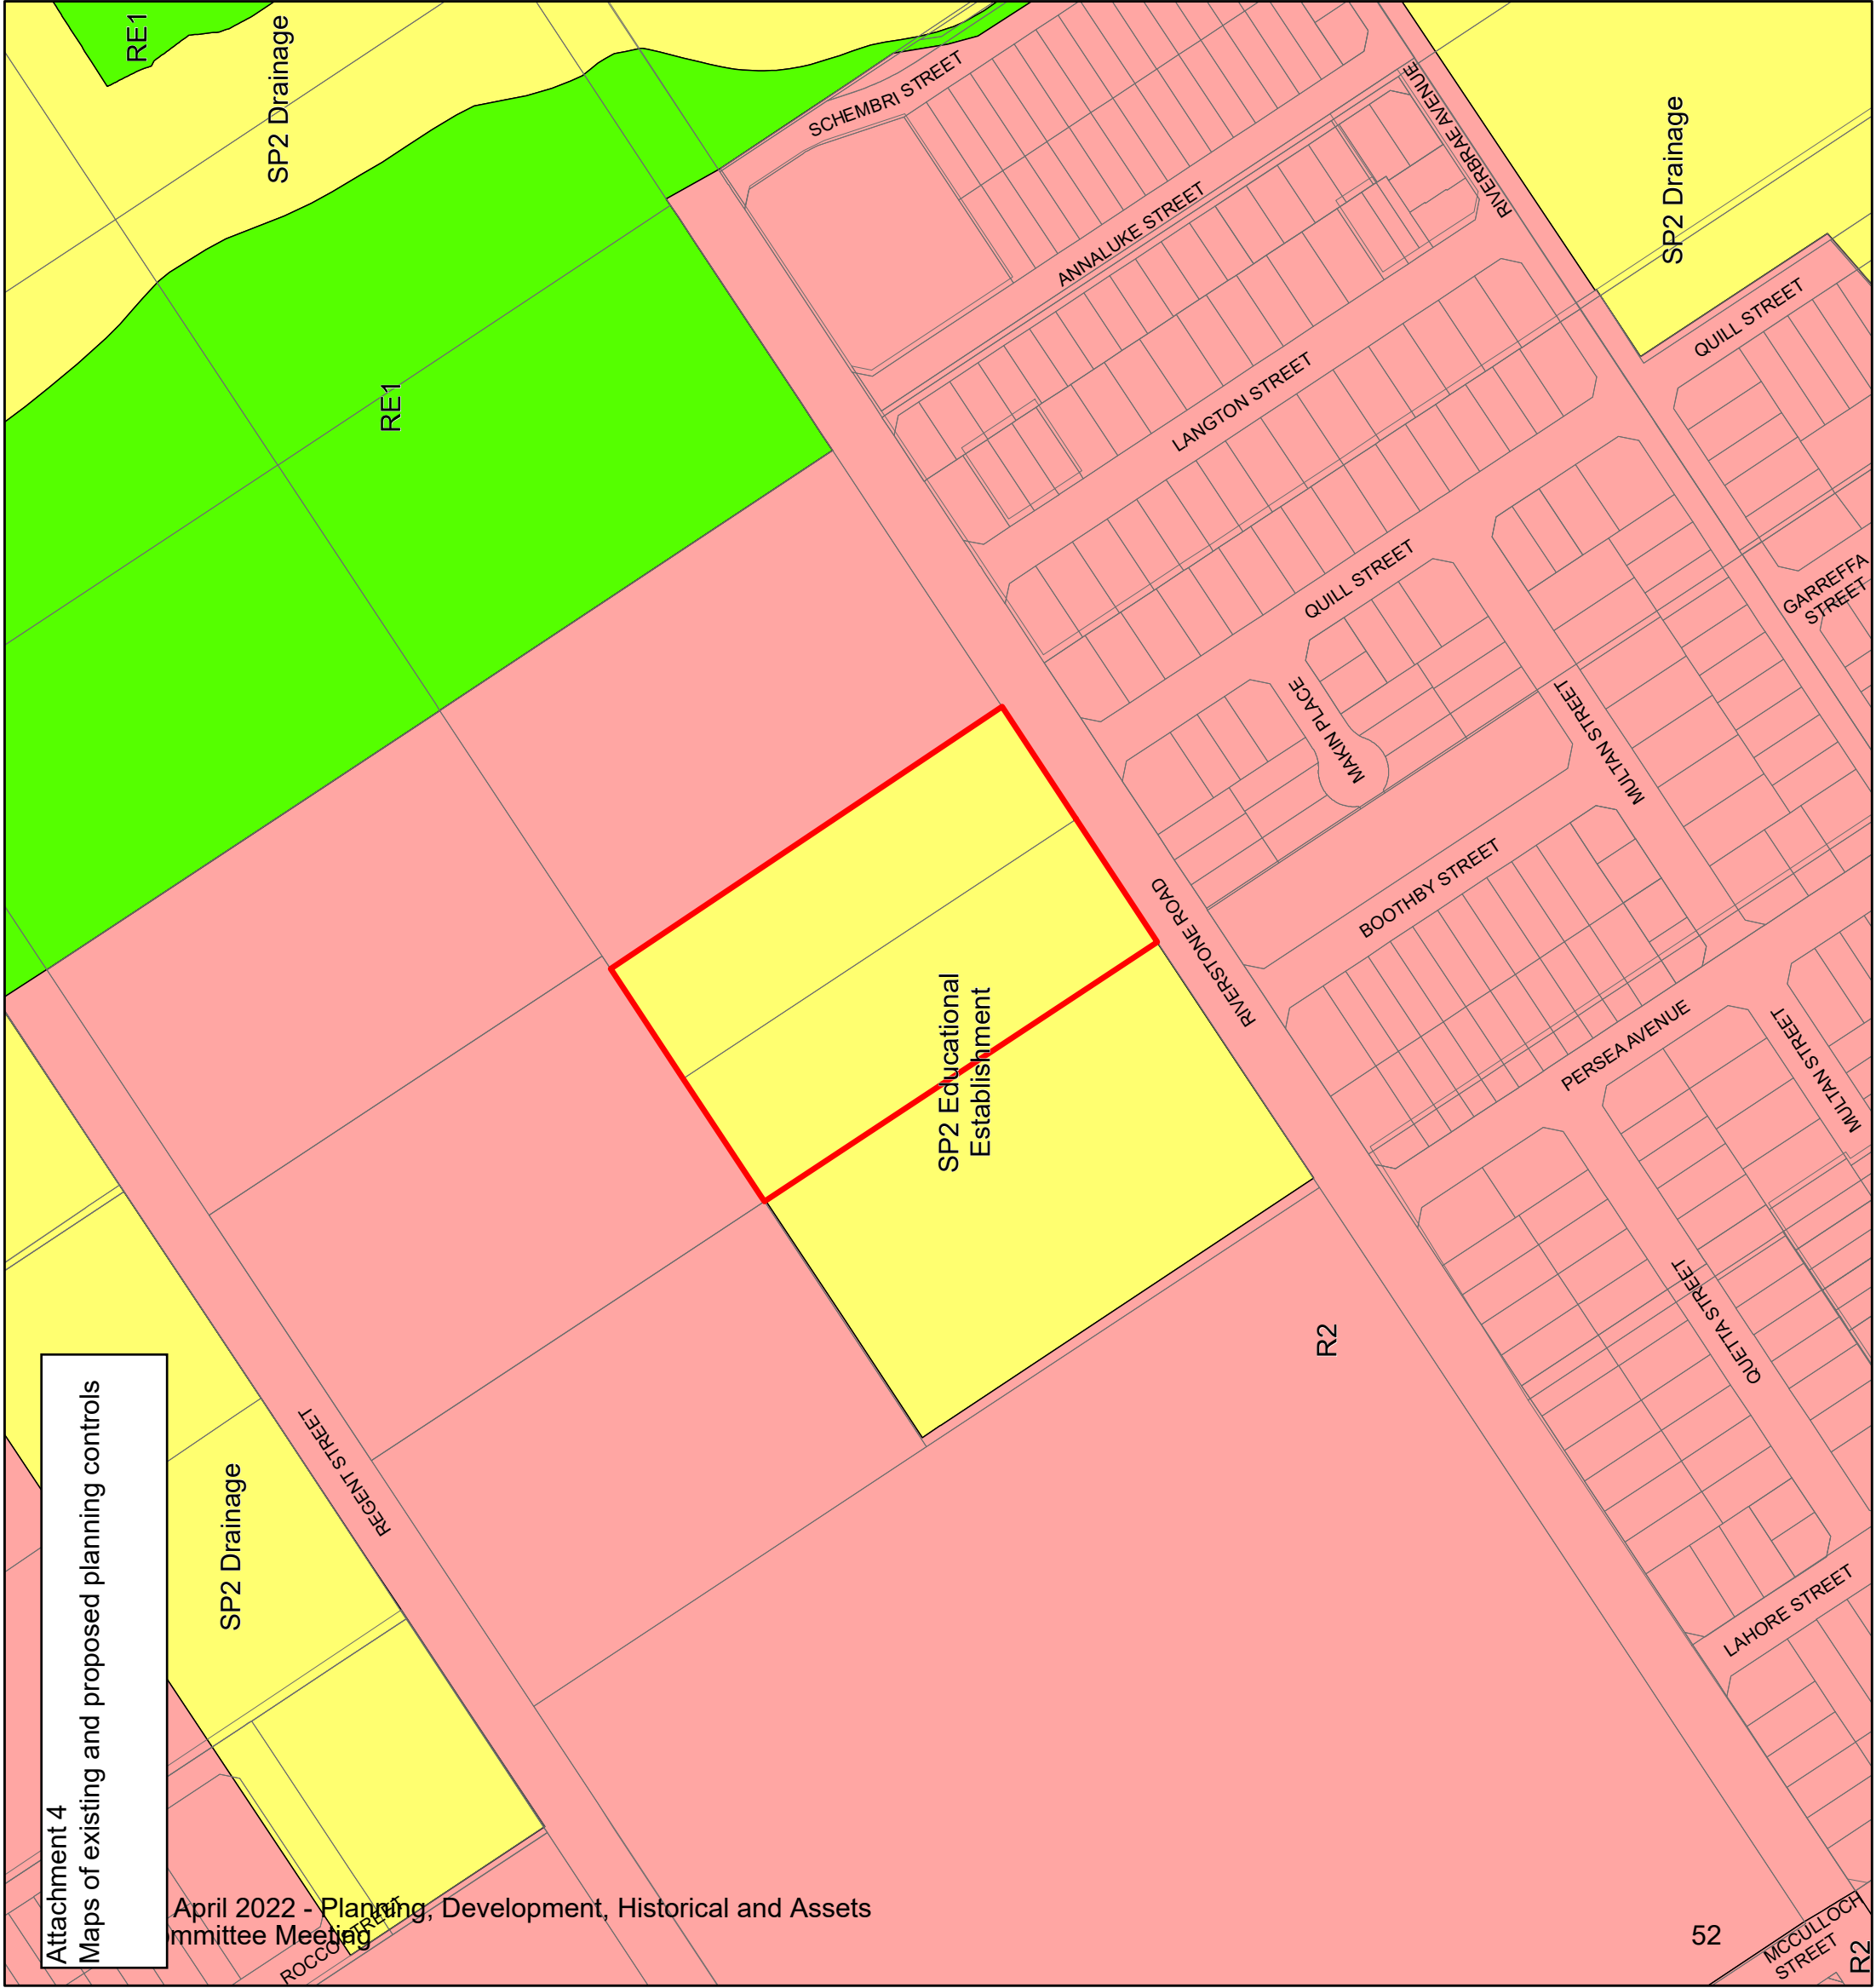 RE1
SP2 Drainage
SCHEMBRI STREET
RIVERBRAE AVENUE
SP2 Drainage
ANNALUKE STREET
QUILL STREET
RE1
LANGTON STREET
QUILL STREET
GARREFFA
STREET
MAKIN PLACE
MULTAN STREET
BOOTHBY STREET
RIVERSTONE ROAD
SP2 Educational
Establishment
PERSEA AVENUE
MULTAN STREET
R2
QUETTA STREET
REGENT STREET
SP2 Drainage
LAHORE STREET
Attachment 4
Maps of existing and proposed planning controls
April 2022 - Planning, Development, Historical and Assets
ommittee Meeting
ROCCO STREET
52
MCCULLOCH
STREET
R2